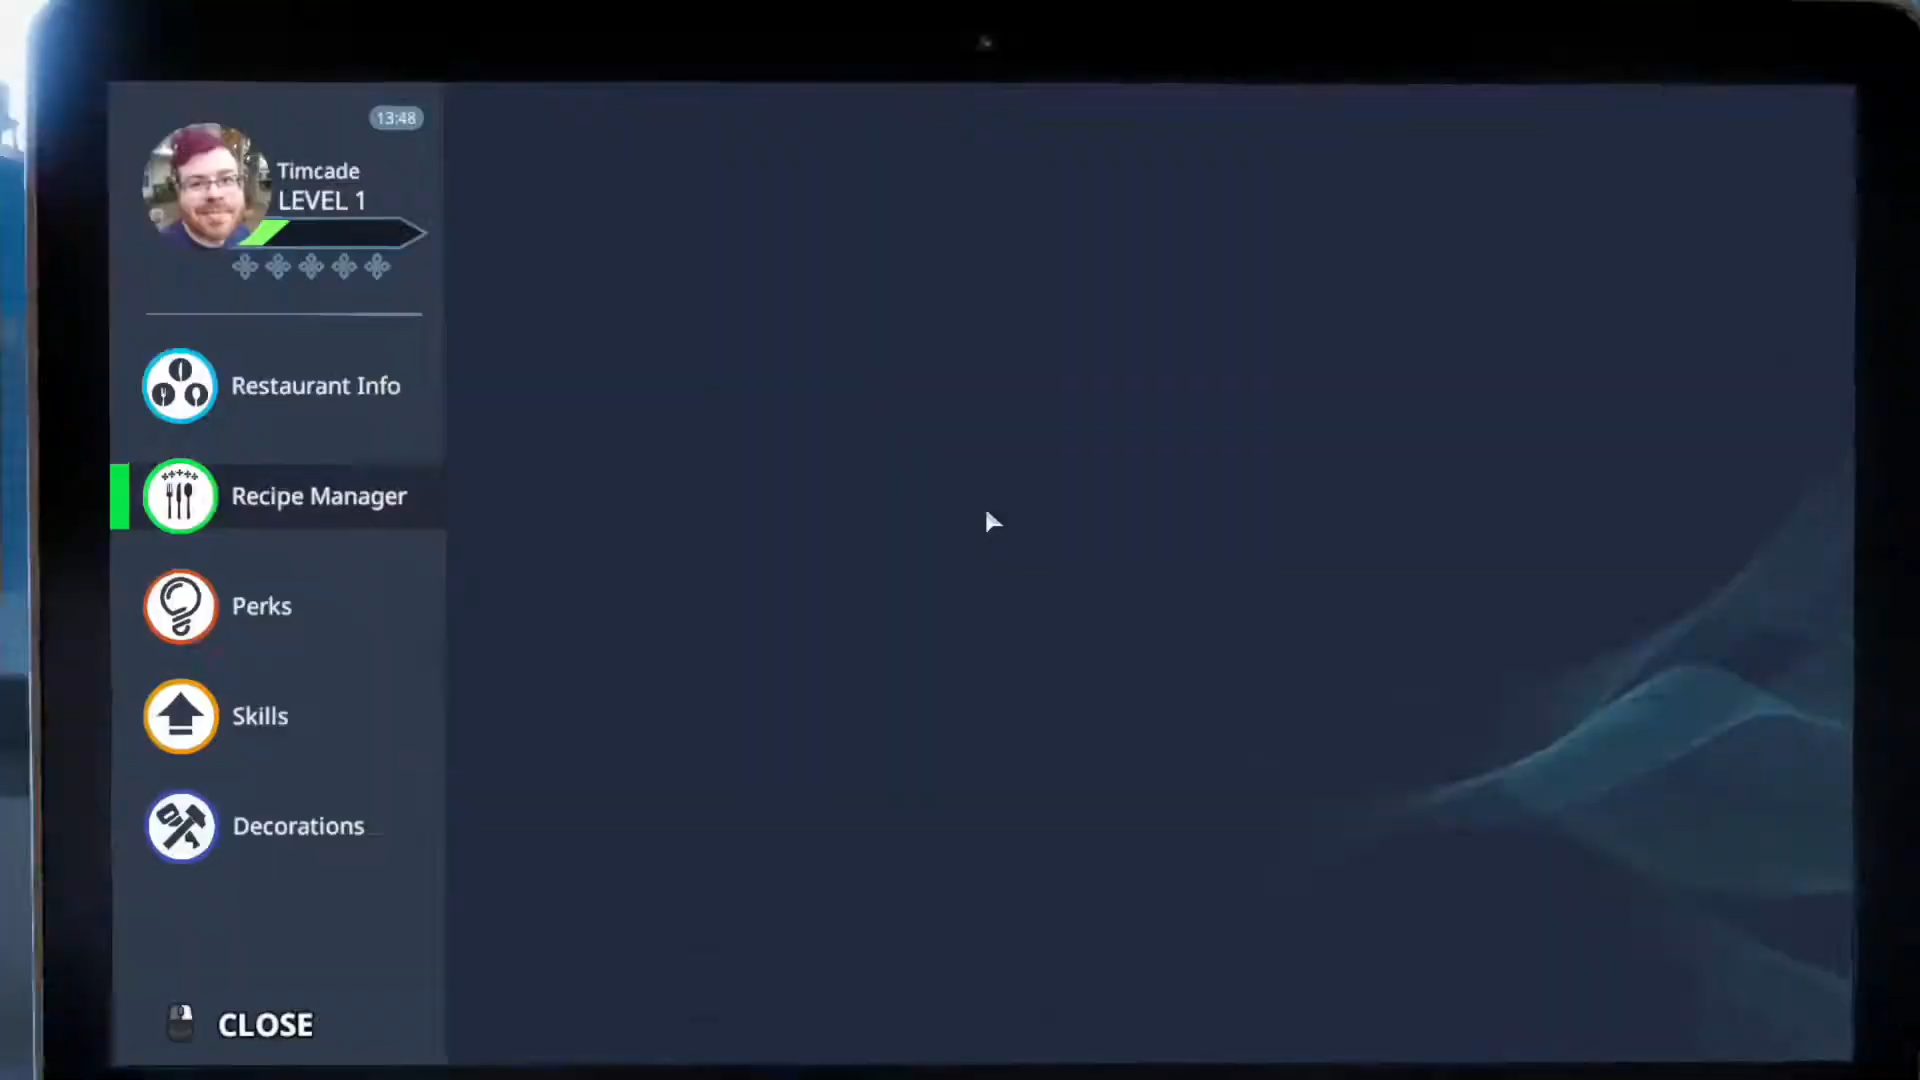 13:48
Timcade
LEVEL 1
Restaurant Info
Recipe Manager
Perks
Skills
Decorations
CLOSE